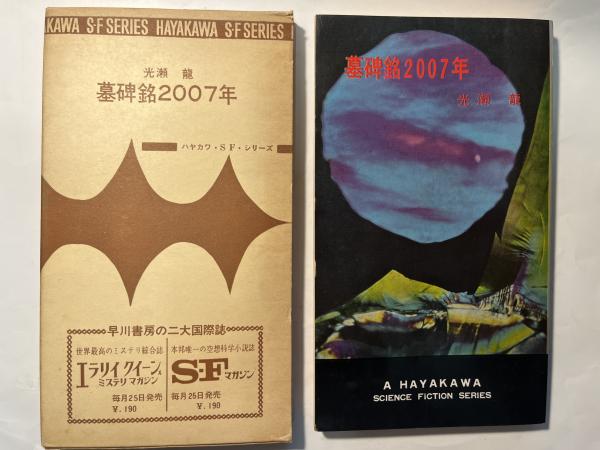 KAWA S-F SERIES HAYAKAWA S-F SERIES
光瀬 龍
墓碑銘2007年
ハヤカワ・SF・シリーズ
早川書房の二大国際誌
世界最高のミステリ綜合誌
エラリイ クイーンズ
ミステリ マガジン
毎月25日発売
¥.190
本邦唯一の空想科学小説誌
S-Fマガジン
毎月25日発売
¥.190
墓碑銘2007年
光瀬 龍
A HAYAKAWA
SCIENCE FICTION SERIES